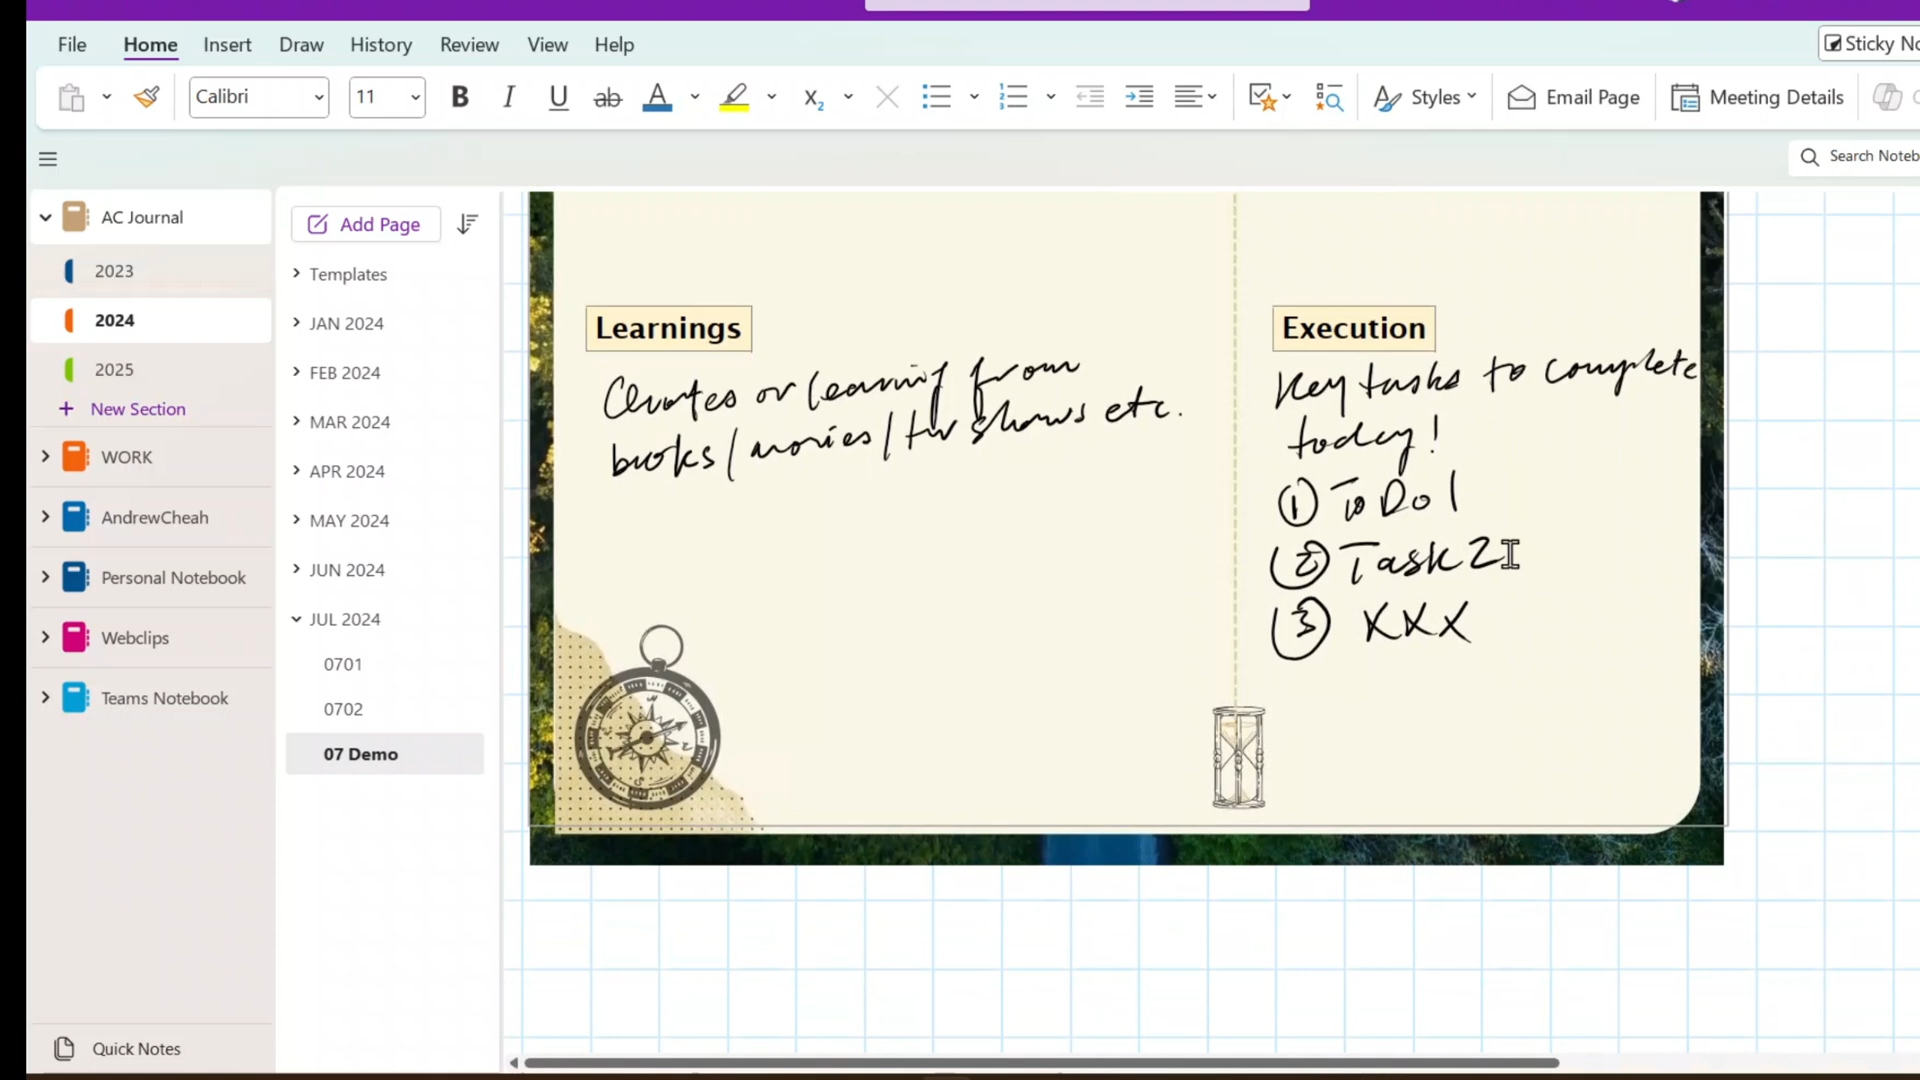 File Home Insert Draw History Review View Help
Sticky No
Calibri 11 B I U ab A X2 Styles Email Page Meeting Details
Search Noteb
AC Journal
2023
2024
2025
New Section
WORK
AndrewCheah
Personal Notebook
Webclips
Teams Notebook
Quick Notes
Add Page
Templates
JAN 2024
FEB 2024
MAR 2024
APR 2024
MAY 2024
JUN 2024
JUL 2024
0701
0702
07 Demo
Learnings
Quotes or learning from
books/movies/tv shows etc.
Execution
Key tasks to complete
today!
① To Do 1
② Task 2
③ XXX